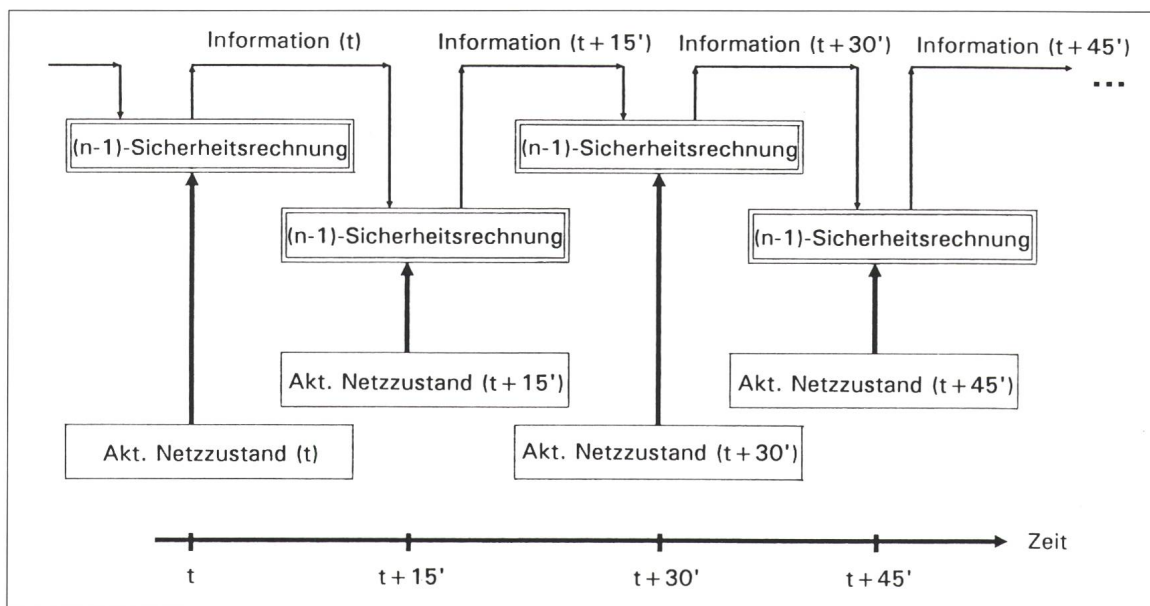 Information (t)
Information (t + 15')
Information (t + 30')
Information (t + 45')
...
(n-1)-Sicherheitsrechnung
(n-1)-Sicherheitsrechnung
(n-1)-Sicherheitsrechnung
(n-1)-Sicherheitsrechnung
Akt. Netzzustand (t + 15')
Akt. Netzzustand (t + 45')
Akt. Netzzustand (t)
Akt. Netzzustand (t + 30')
Zeit
t
t + 15'
t + 30'
t + 45'